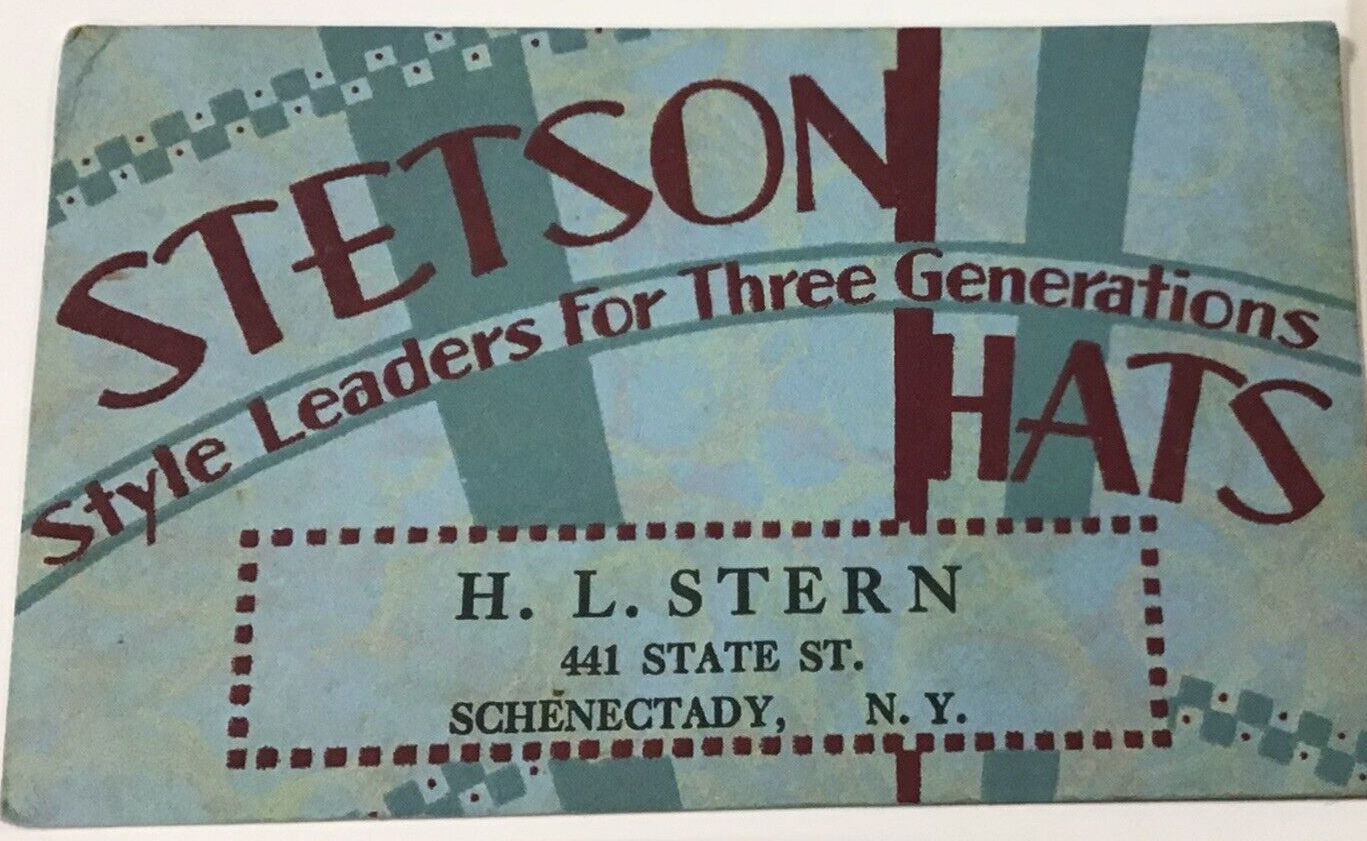 STETSON
Style Leaders For Three Generations
HATS
H. L. STERN
441 STATE ST.
SCHENECTADY, N. Y.